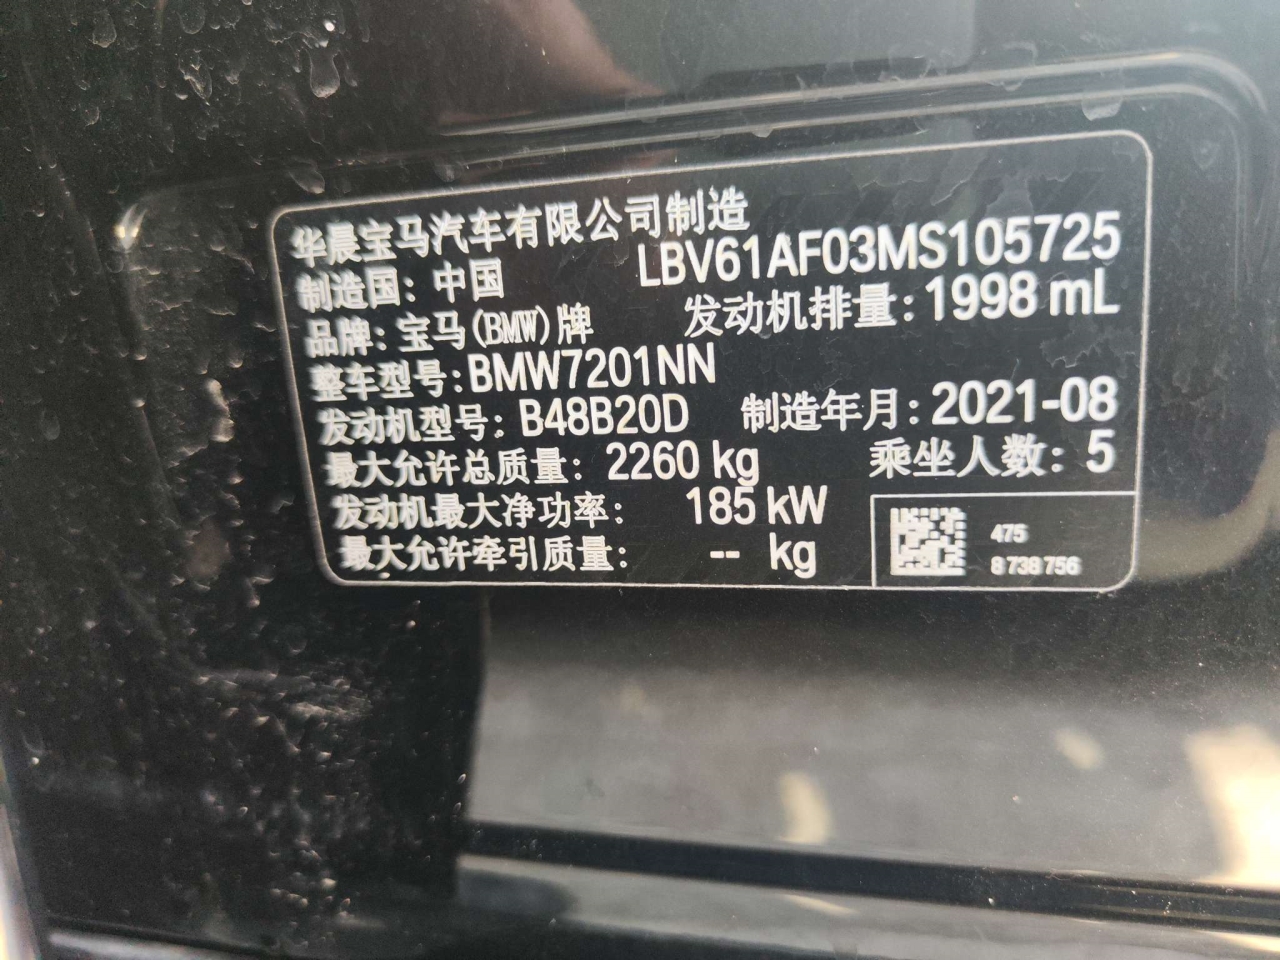 华晨宝马汽车有限公司制造
制造国：中国 LBV61AF03MS105725
品牌：宝马(BMW)牌 发动机排量：1998 mL
整车型号：BMW7201NN
发动机型号：B48B20D 制造年月：2021-08
最大允许总质量：2260 kg 乘坐人数：5
发动机最大净功率：185 kW
最大允许牵引质量：-- kg
475
8 738 756